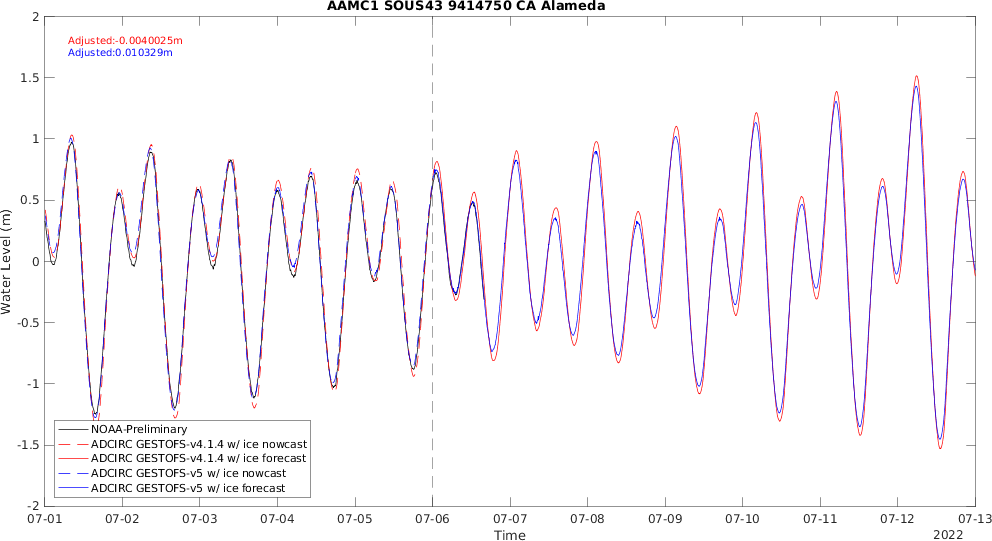 AAMC1 SOUS43 9414750 CA Alameda
Adjusted:-0.0040025m
Adjusted:0.010329m
Water Level (m)
2
1.5
1
0.5
0
-0.5
-1
-1.5
-2
NOAA-Preliminary
ADCIRC GESTOFS-v4.1.4 w/ ice nowcast
ADCIRC GESTOFS-v4.1.4 w/ ice forecast
ADCIRC GESTOFS-v5 w/ ice nowcast
ADCIRC GESTOFS-v5 w/ ice forecast
07-01 07-02 07-03 07-04 07-05 07-06 07-07 07-08 07-09 07-10 07-11 07-12 07-13
Time
2022